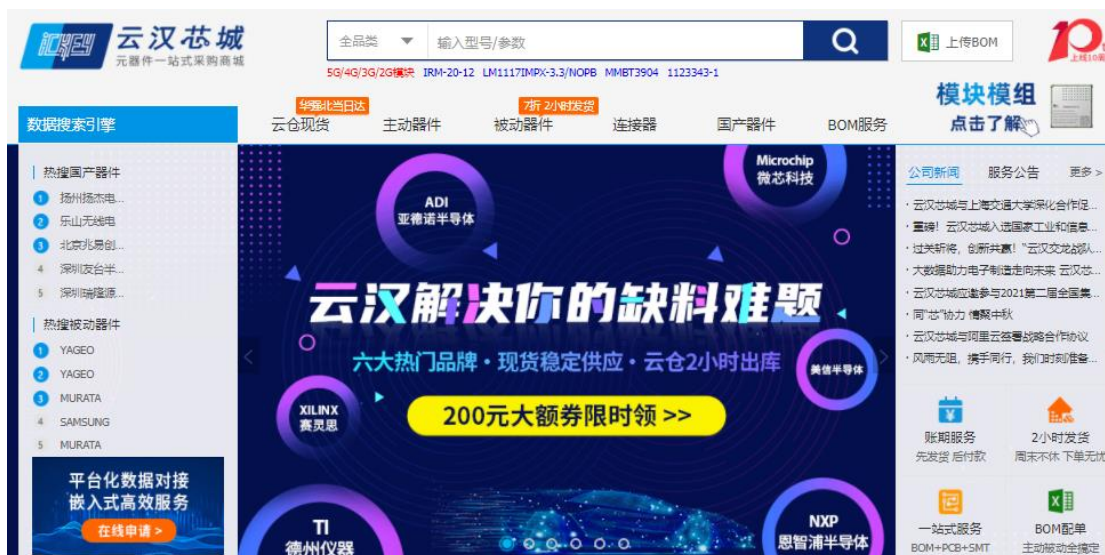 ICKEY 云汉芯城
元器件一站式采购商城
全品类 输入型号/参数
上传BOM
5G/4G/3G/2G模块 IRM-20-12 LM1117IMPX-3.3/NOPB MMBT3904 1123343-1
上线10周
模块模组
点击了解
华强北当日达 7折 2小时发货
数据搜索引擎 云仓现货 主动器件 被动器件 连接器 国产器件 BOM服务
热搜国产器件
1 扬州扬杰电...
2 乐山无线电
3 北京兆易创...
4 深圳友台半...
5 深圳瑞隆源...
热搜被动器件
1 YAGEO
2 YAGEO
3 MURATA
4 SAMSUNG
5 MURATA
平台化数据对接
嵌入式高效服务
在线申请 >
Microchip
微芯科技
ADI
亚德诺半导体
云汉解决你的缺料难题
六大热门品牌·现货稳定供应·云仓2小时出库
美信半导体
XILINX
赛灵思
200元大额券限时领 >>
TI
德州仪器
NXP
恩智浦半导体
公司新闻 服务公告 更多 >
·云汉芯城与上海交通大学深化合作促...
·重磅！云汉芯城入选国家工业和信息...
·过关斩将，创新共赢！“云汉交龙战队...
·大数据助力电子制造走向未来 云汉芯...
·云汉芯城应邀参与2021第二届全国集...
·同“芯”协力 情聚中秋
·云汉芯城与阿里云签署战略合作协议
·风雨无阻，携手同行，我们时刻准备...
账期服务
先发货 后付款
2小时发货
周末不休 下单无忧
一站式服务
BOM+PCB+SMT
BOM配单
主动被动全搞定